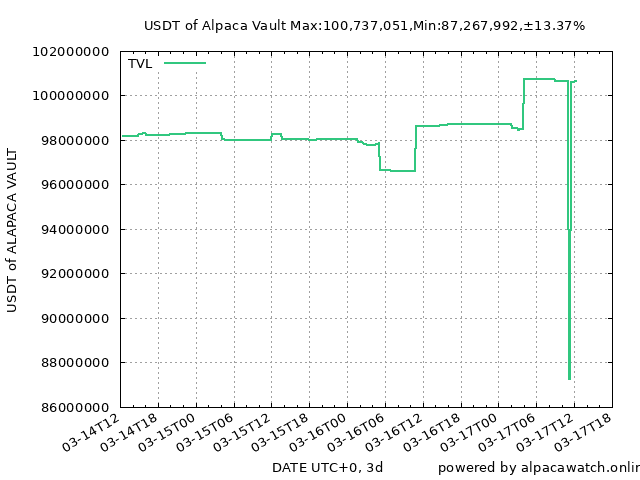 USDT of Alpaca Vault Max:100,737,051,Min:87,267,992,±13.37%
TVL
102000000
100000000
98000000
96000000
94000000
92000000
90000000
88000000
86000000
USDT of ALAPACA VAULT
03-14T12
03-14T18
03-15T00
03-15T06
03-15T12
03-15T18
03-16T00
03-16T06
03-16T12
03-16T18
03-17T00
03-17T06
03-17T12
03-17T18
DATE UTC+0, 3d
powered by alpacawatch.onlin